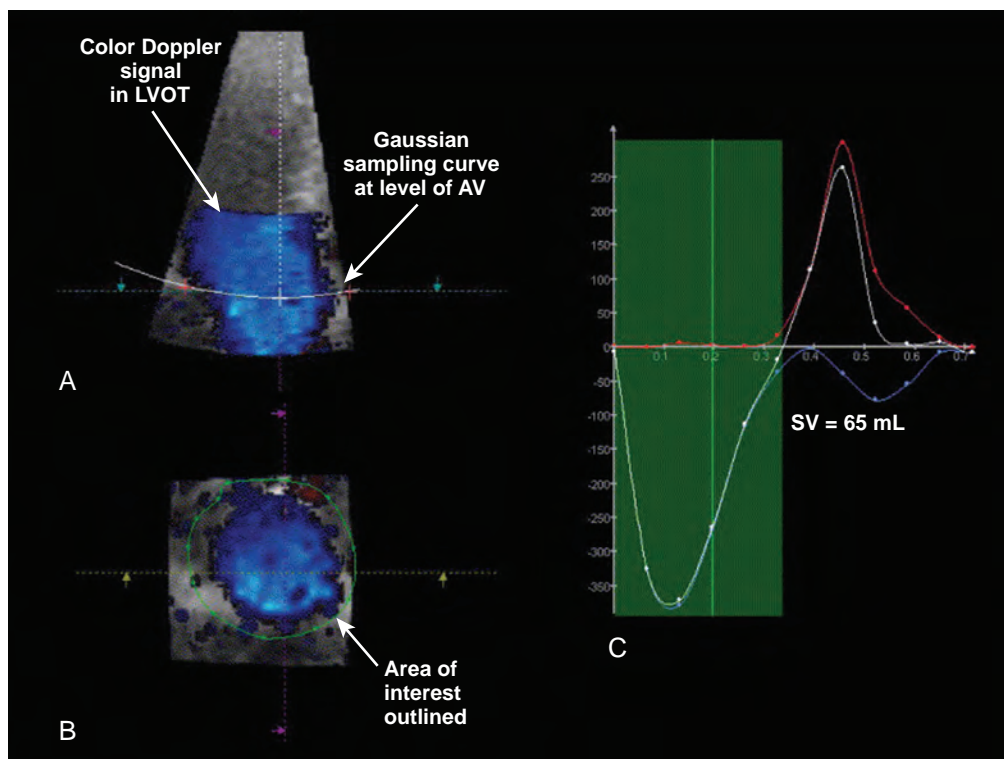 Color Doppler
signal
in LVOT
Gaussian
sampling curve
at level of AV
A
Area of
interest
outlined
B
250
200
150
100
50
0
-50
-100
-150
-200
-250
-300
-350
0.1
0.2
0.3
0.4
0.5
0.6
0.7
SV = 65 mL
C